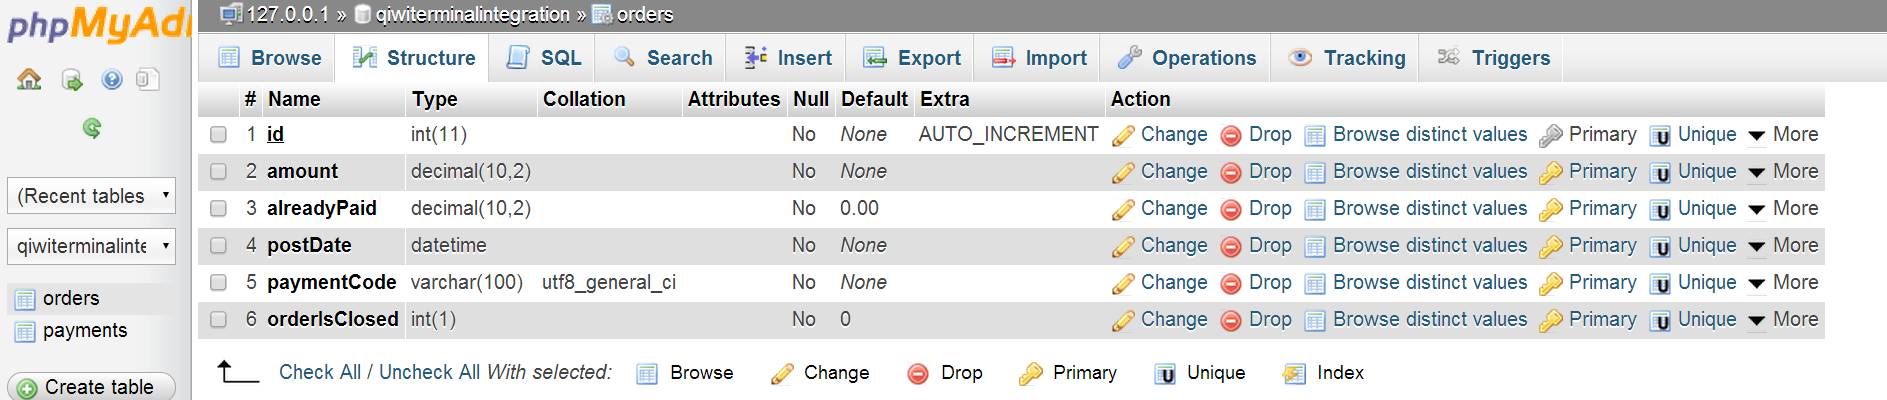 phpMyAd
127.0.0.1 » qiwiterminalintegration » orders
Browse Structure SQL Search Insert Export Import Operations Tracking Triggers
# Name Type Collation Attributes Null Default Extra Action
1 id int(11) No None AUTO_INCREMENT Change Drop Browse distinct values Primary Unique More
2 amount decimal(10,2) No None Change Drop Browse distinct values Primary Unique More
3 alreadyPaid decimal(10,2) No 0.00 Change Drop Browse distinct values Primary Unique More
4 postDate datetime No None Change Drop Browse distinct values Primary Unique More
5 paymentCode varchar(100) utf8_general_ci No None Change Drop Browse distinct values Primary Unique More
6 orderIsClosed int(1) No 0 Change Drop Browse distinct values Primary Unique More
Check All / Uncheck All With selected: Browse Change Drop Primary Unique Index
(Recent tables
qiwiterminalinte
orders
payments
Create table